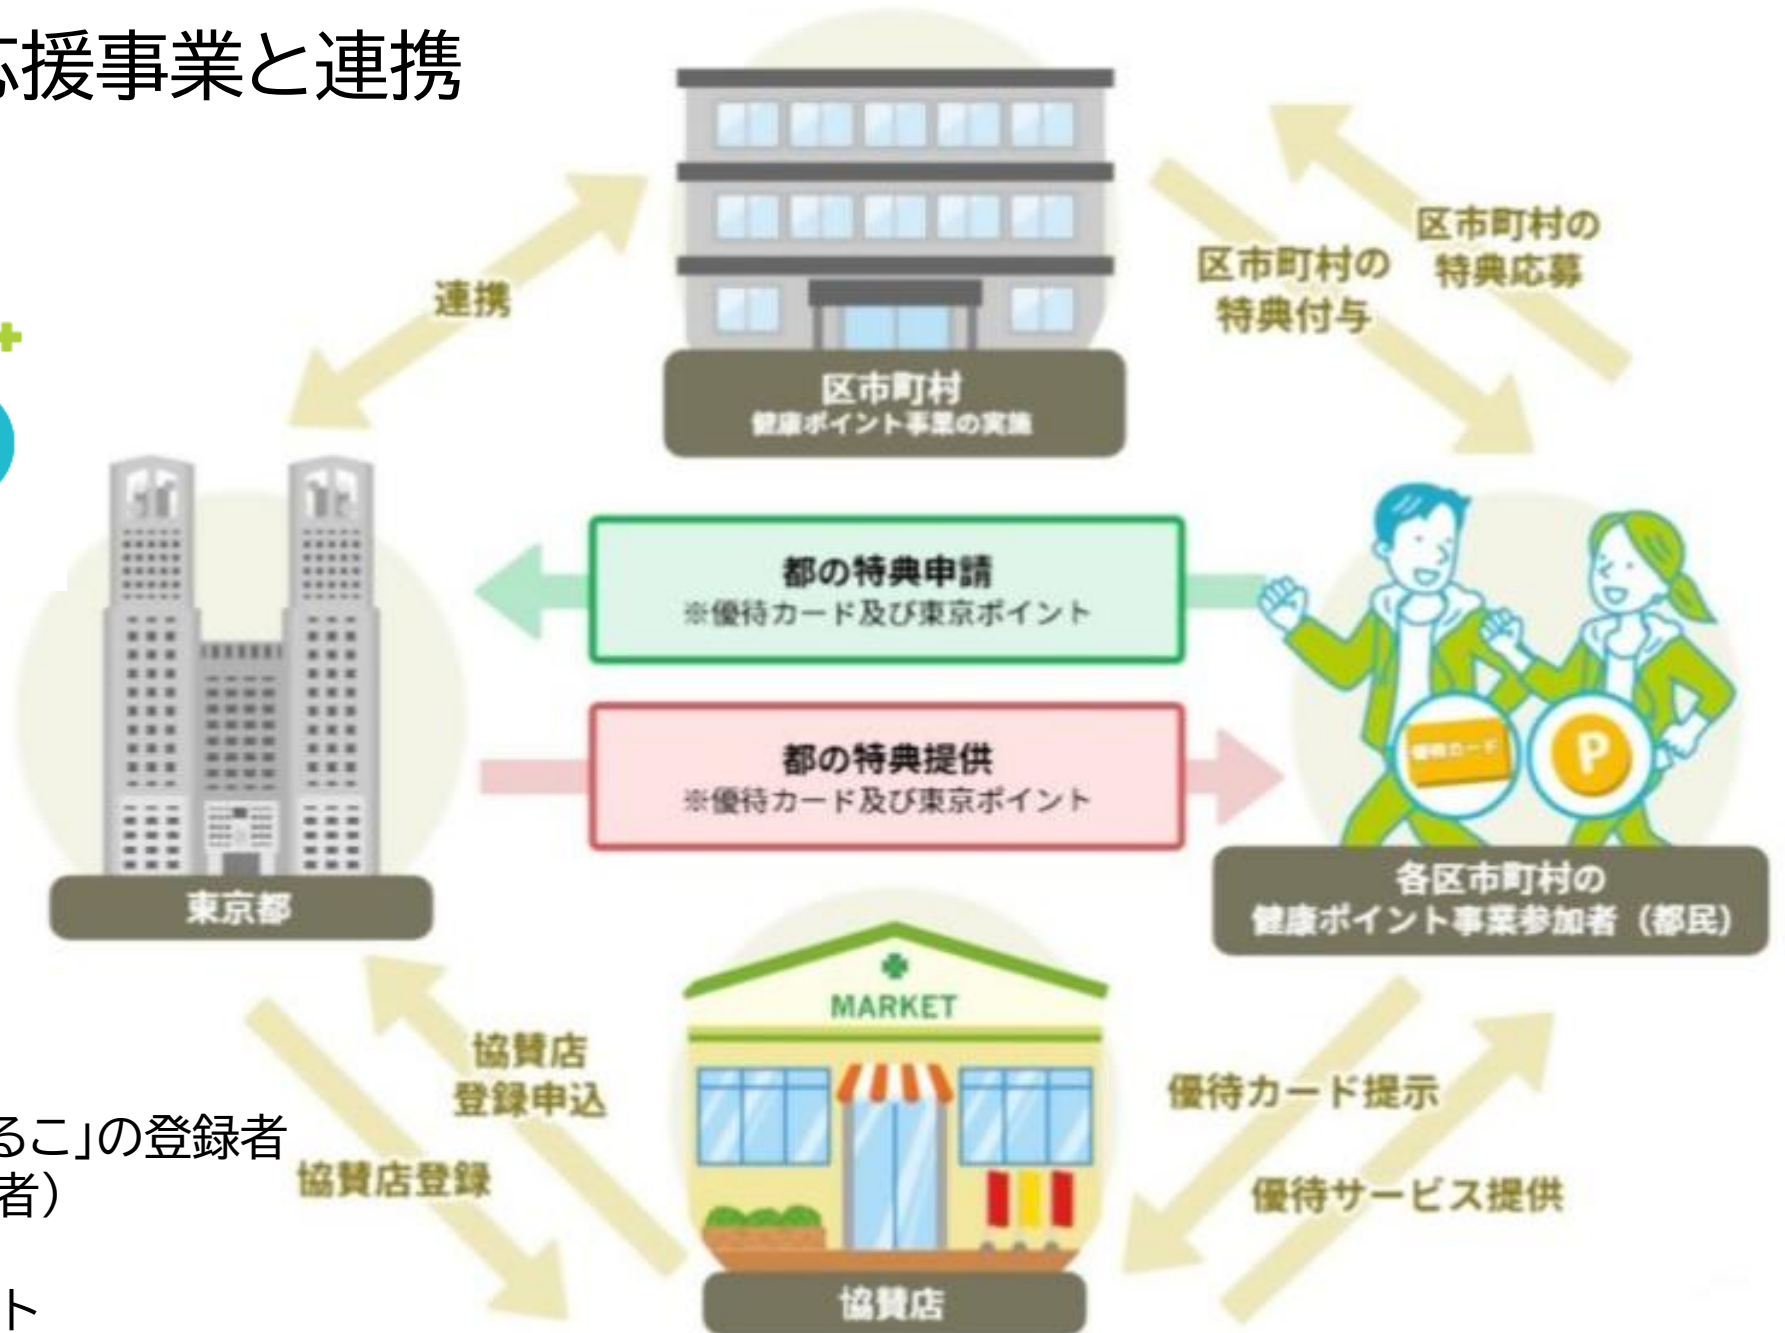 応援事業と連携
連携
区市町村の
特典応募
区市町村の
特典付与
区市町村
健康ポイント事業の実施
都の特典申請
※優待カード及び東京ポイント
都の特典提供
※優待カード及び東京ポイント
優待カード
P
東京都
各区市町村の
健康ポイント事業参加者（都民）
MARKET
協賛店
登録申込
協賛店登録
優待カード提示
優待サービス提供
るこ」の登録者
者）
ト
協賛店